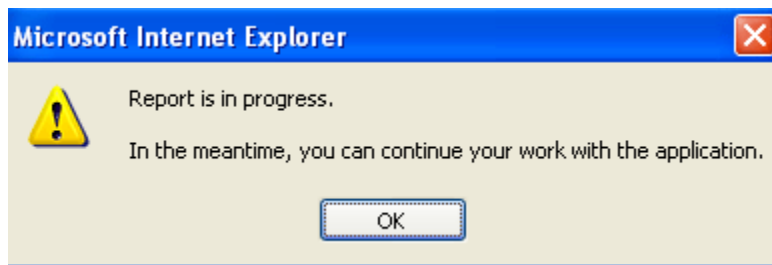 Microsoft Internet Explorer
Report is in progress.
In the meantime, you can continue your work with the application.
OK